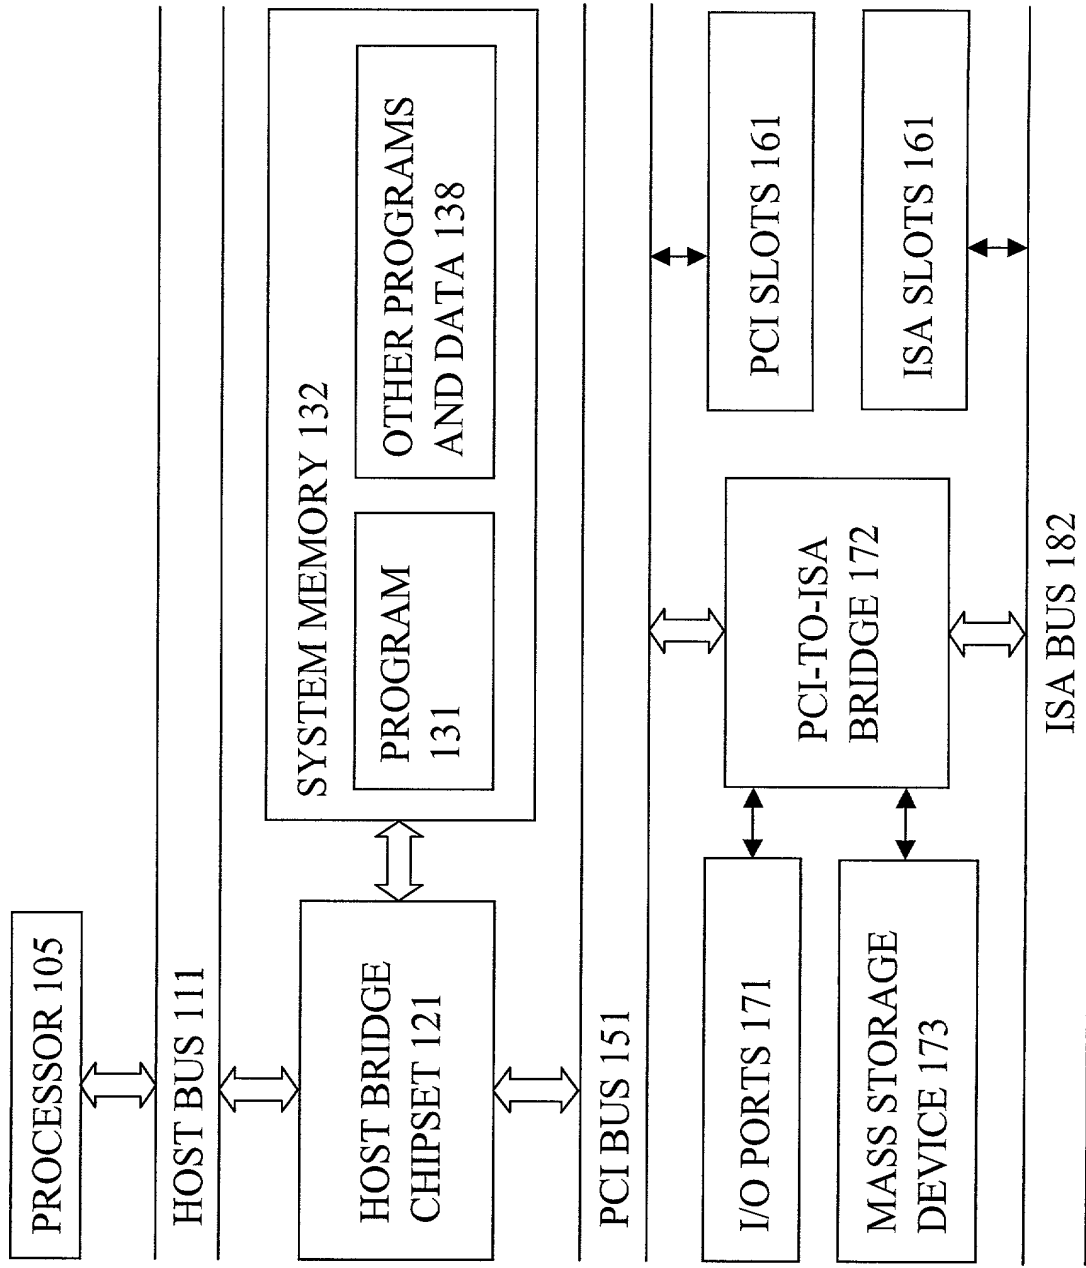 PROCESSOR 105
HOST BUS 111
HOST BRIDGE
CHIPSET 121
SYSTEM MEMORY 132
PROGRAM
131
OTHER PROGRAMS
AND DATA 138
PCI BUS 151
I/O PORTS 171
MASS STORAGE
DEVICE 173
PCI-TO-ISA
BRIDGE 172
PCI SLOTS 161
ISA SLOTS 161
ISA BUS 182